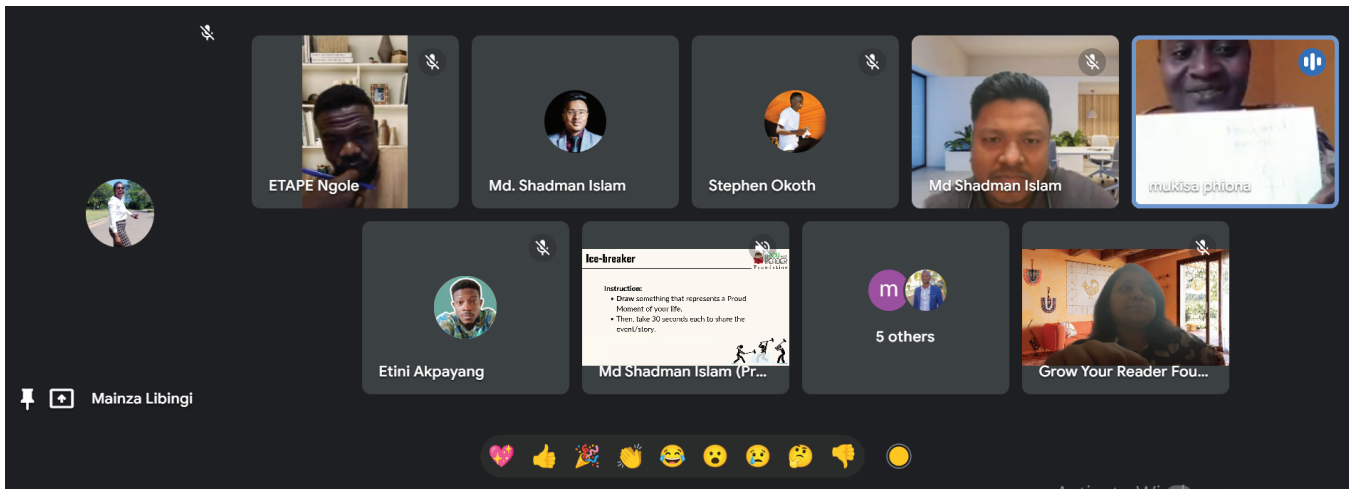 ETAPE Ngole
Md. Shadman Islam
Stephen Okoth
Md Shadman Islam
mukisa phiona
Ice-breaker
Instruction:
• Draw something that represents a Proud
Moment of your life.
• Then, take 30 seconds each to share the
event/story.
Etini Akpayang
Md Shadman Islam (Pr...
m
5 others
Grow Your Reader Fou...
Mainza Libingi